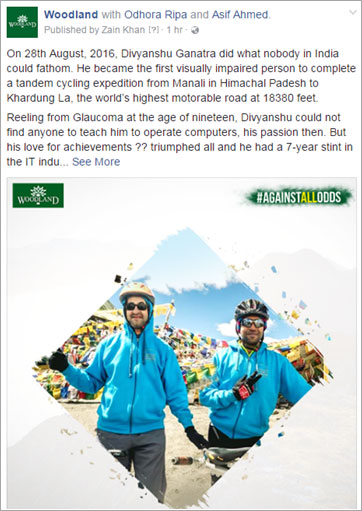 Woodland with Odhora Ripa and Asif Ahmed.
Published by Zain Khan [?] · 1 hr ·
On 28th August, 2016, Divyanshu Ganatra did what nobody in India
could fathom. He became the first visually impaired person to complete
a tandem cycling expedition from Manali in Himachal Padesh to
Khardung La, the world's highest motorable road at 18380 feet.
Reeling from Glaucoma at the age of nineteen, Divyanshu could not
find anyone to teach him to operate computers, his passion then. But
his love for achievements ?? triumphed all and he had a 7-year stint in
the IT indu... See More
WOODLAND
#AGAINSTALLODDS